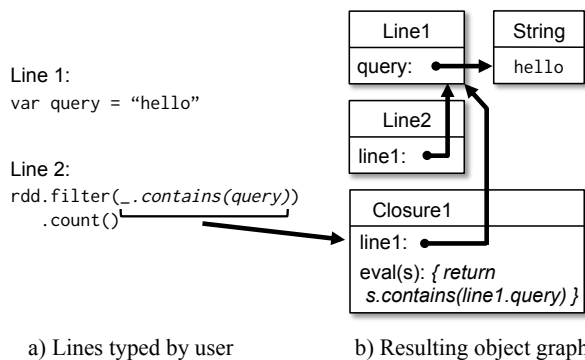 Line 1:
var query = “hello”
Line 2:
rdd.filter(_.contains(query))
.count()
a) Lines typed by user
Line1
query:
String
hello
Line2
line1:
Closure1
line1:
eval(s): { return
s.contains(line1.query) }
b) Resulting object graph